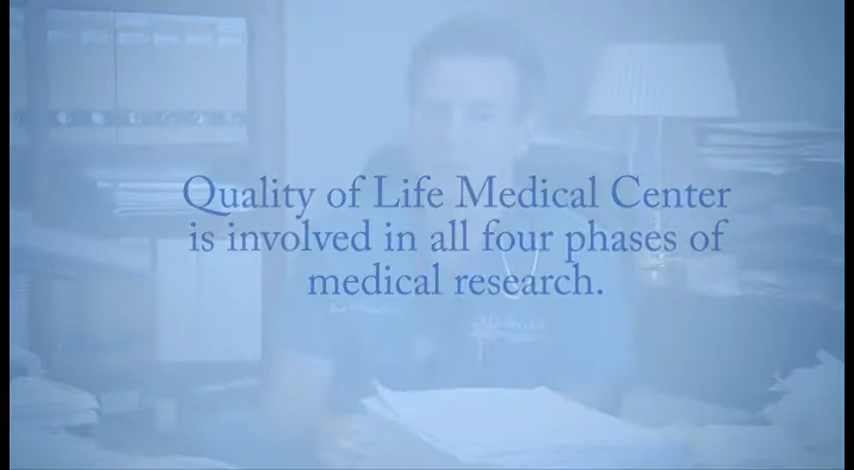 Quality of Life Medical Center
is involved in all four phases of
medical research.